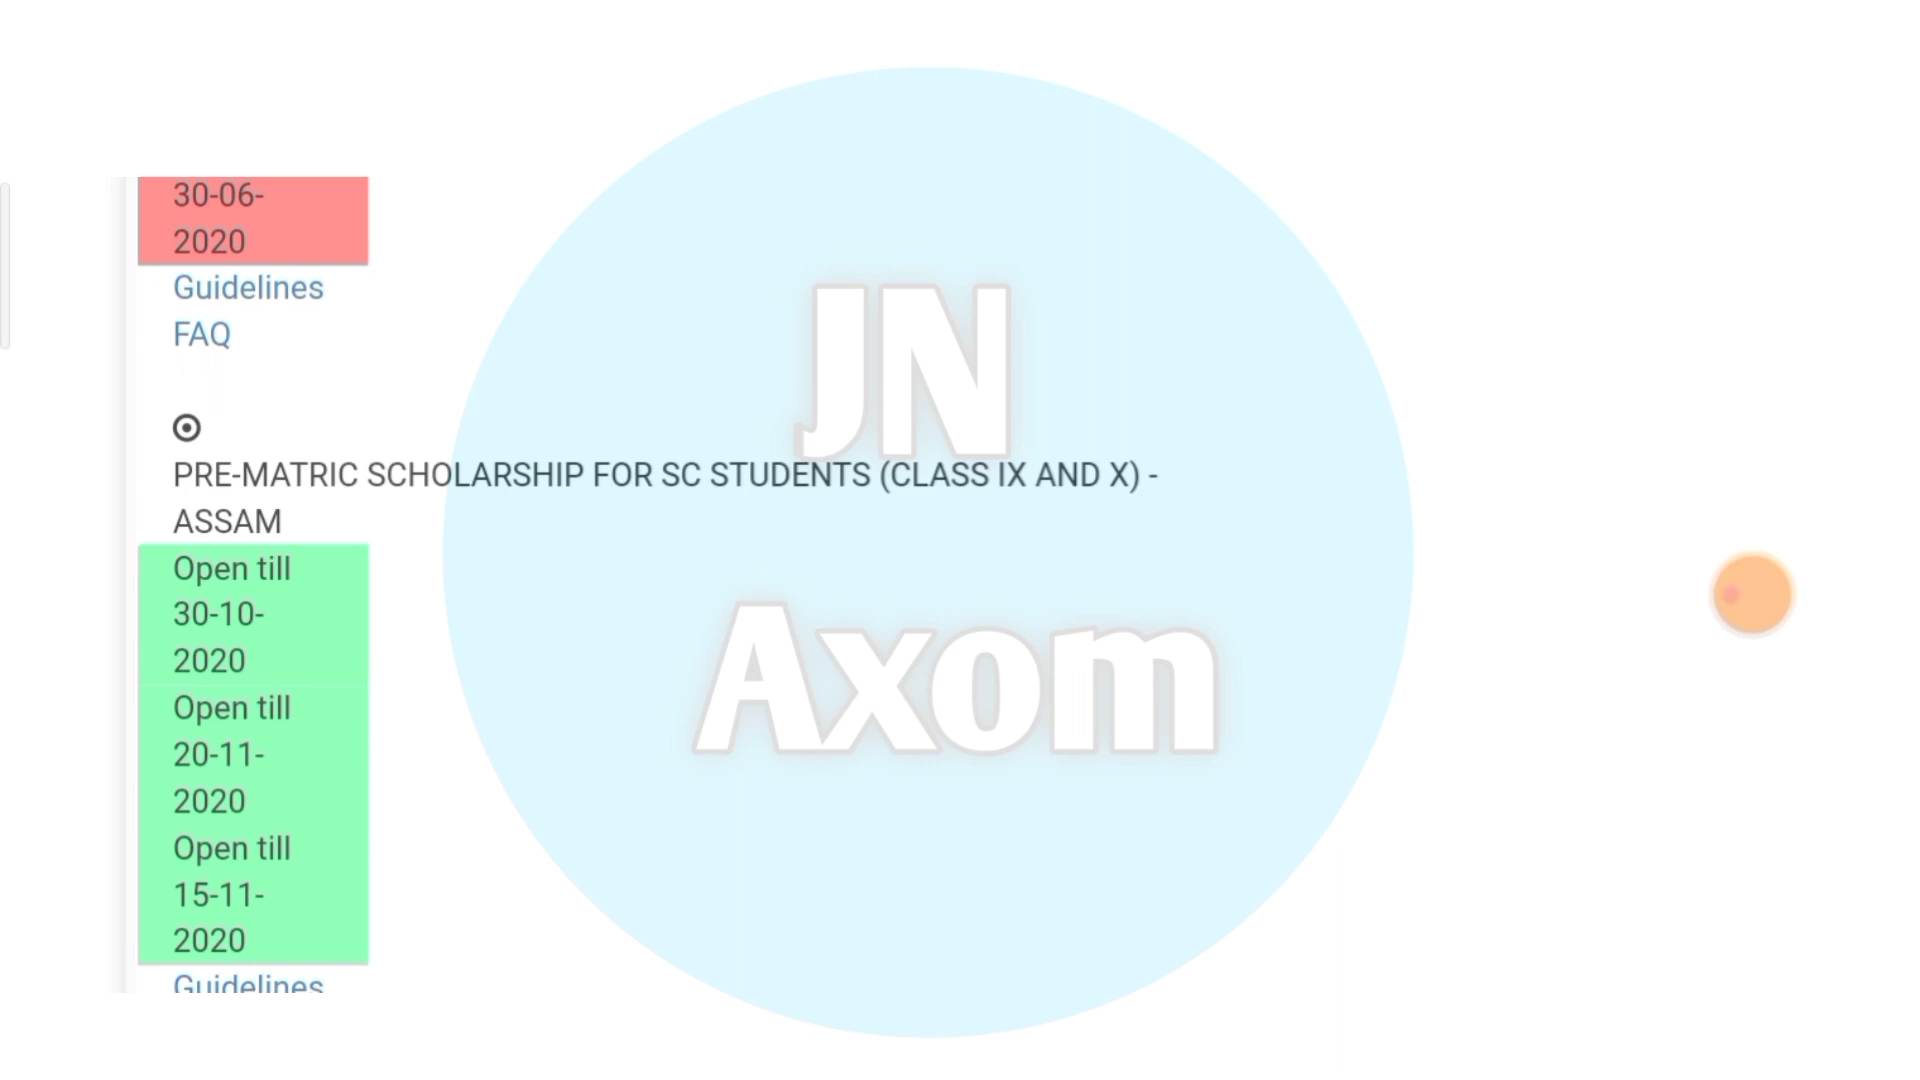 30-06-
2020
Guidelines
FAQ
JN
PRE-MATRIC SCHOLARSHIP FOR SC STUDENTS (CLASS IX AND X) -
ASSAM
Open till
30-10-
2020
Axom
Open till
20-11-
2020
Open till
15-11-
2020
Guidelines